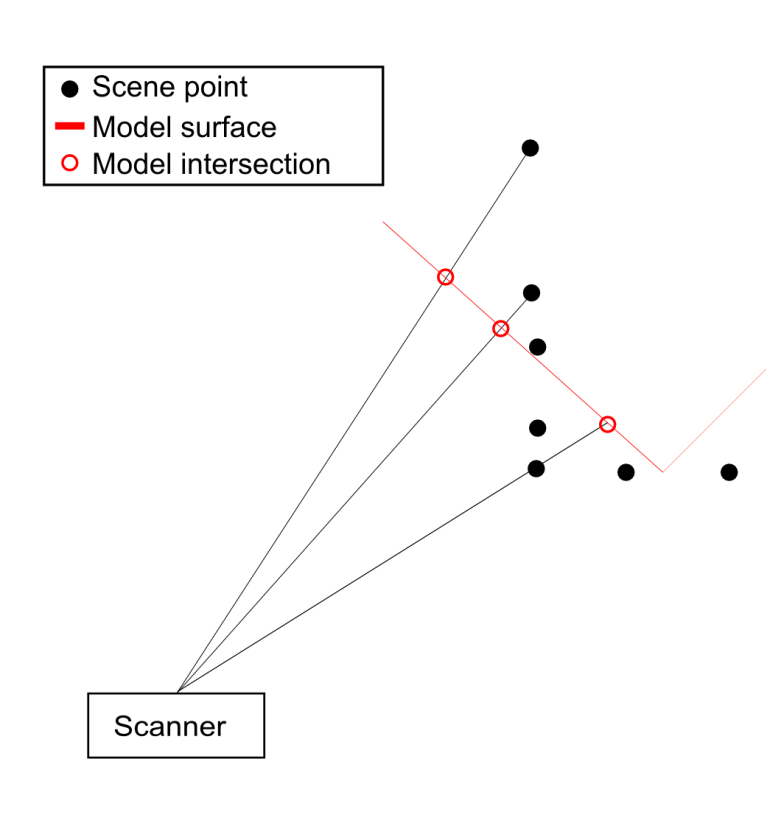 Scene point
Model surface
Model intersection
Scanner